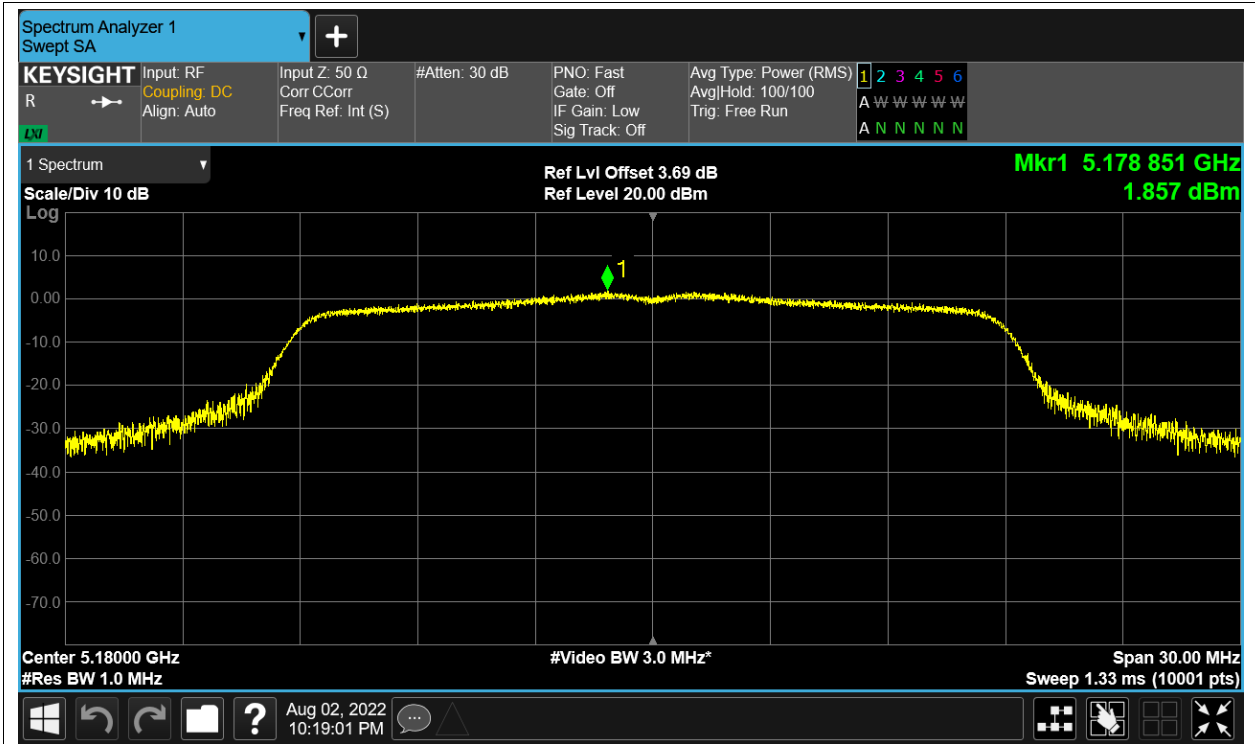 Spectrum Analyzer 1
Swept SA
KEYSIGHT
R
LXI
Input: RF
Coupling: DC
Align: Auto
Input Z: 50 Ω
Corr CCorr
Freq Ref: Int (S)
#Atten: 30 dB
PNO: Fast
Gate: Off
IF Gain: Low
Sig Track: Off
Avg Type: Power (RMS)
Avg|Hold: 100/100
Trig: Free Run
1 2 3 4 5 6
A W W W W W
A N N N N N
1 Spectrum
Scale/Div 10 dB
Log
Ref Lvl Offset 3.69 dB
Ref Level 20.00 dBm
Mkr1 5.178 851 GHz
1.857 dBm
10.0
0.00
-10.0
-20.0
-30.0
-40.0
-50.0
-60.0
-70.0
1
Center 5.18000 GHz
#Res BW 1.0 MHz
#Video BW 3.0 MHz*
Span 30.00 MHz
Sweep 1.33 ms (10001 pts)
?
Aug 02, 2022
10:19:01 PM